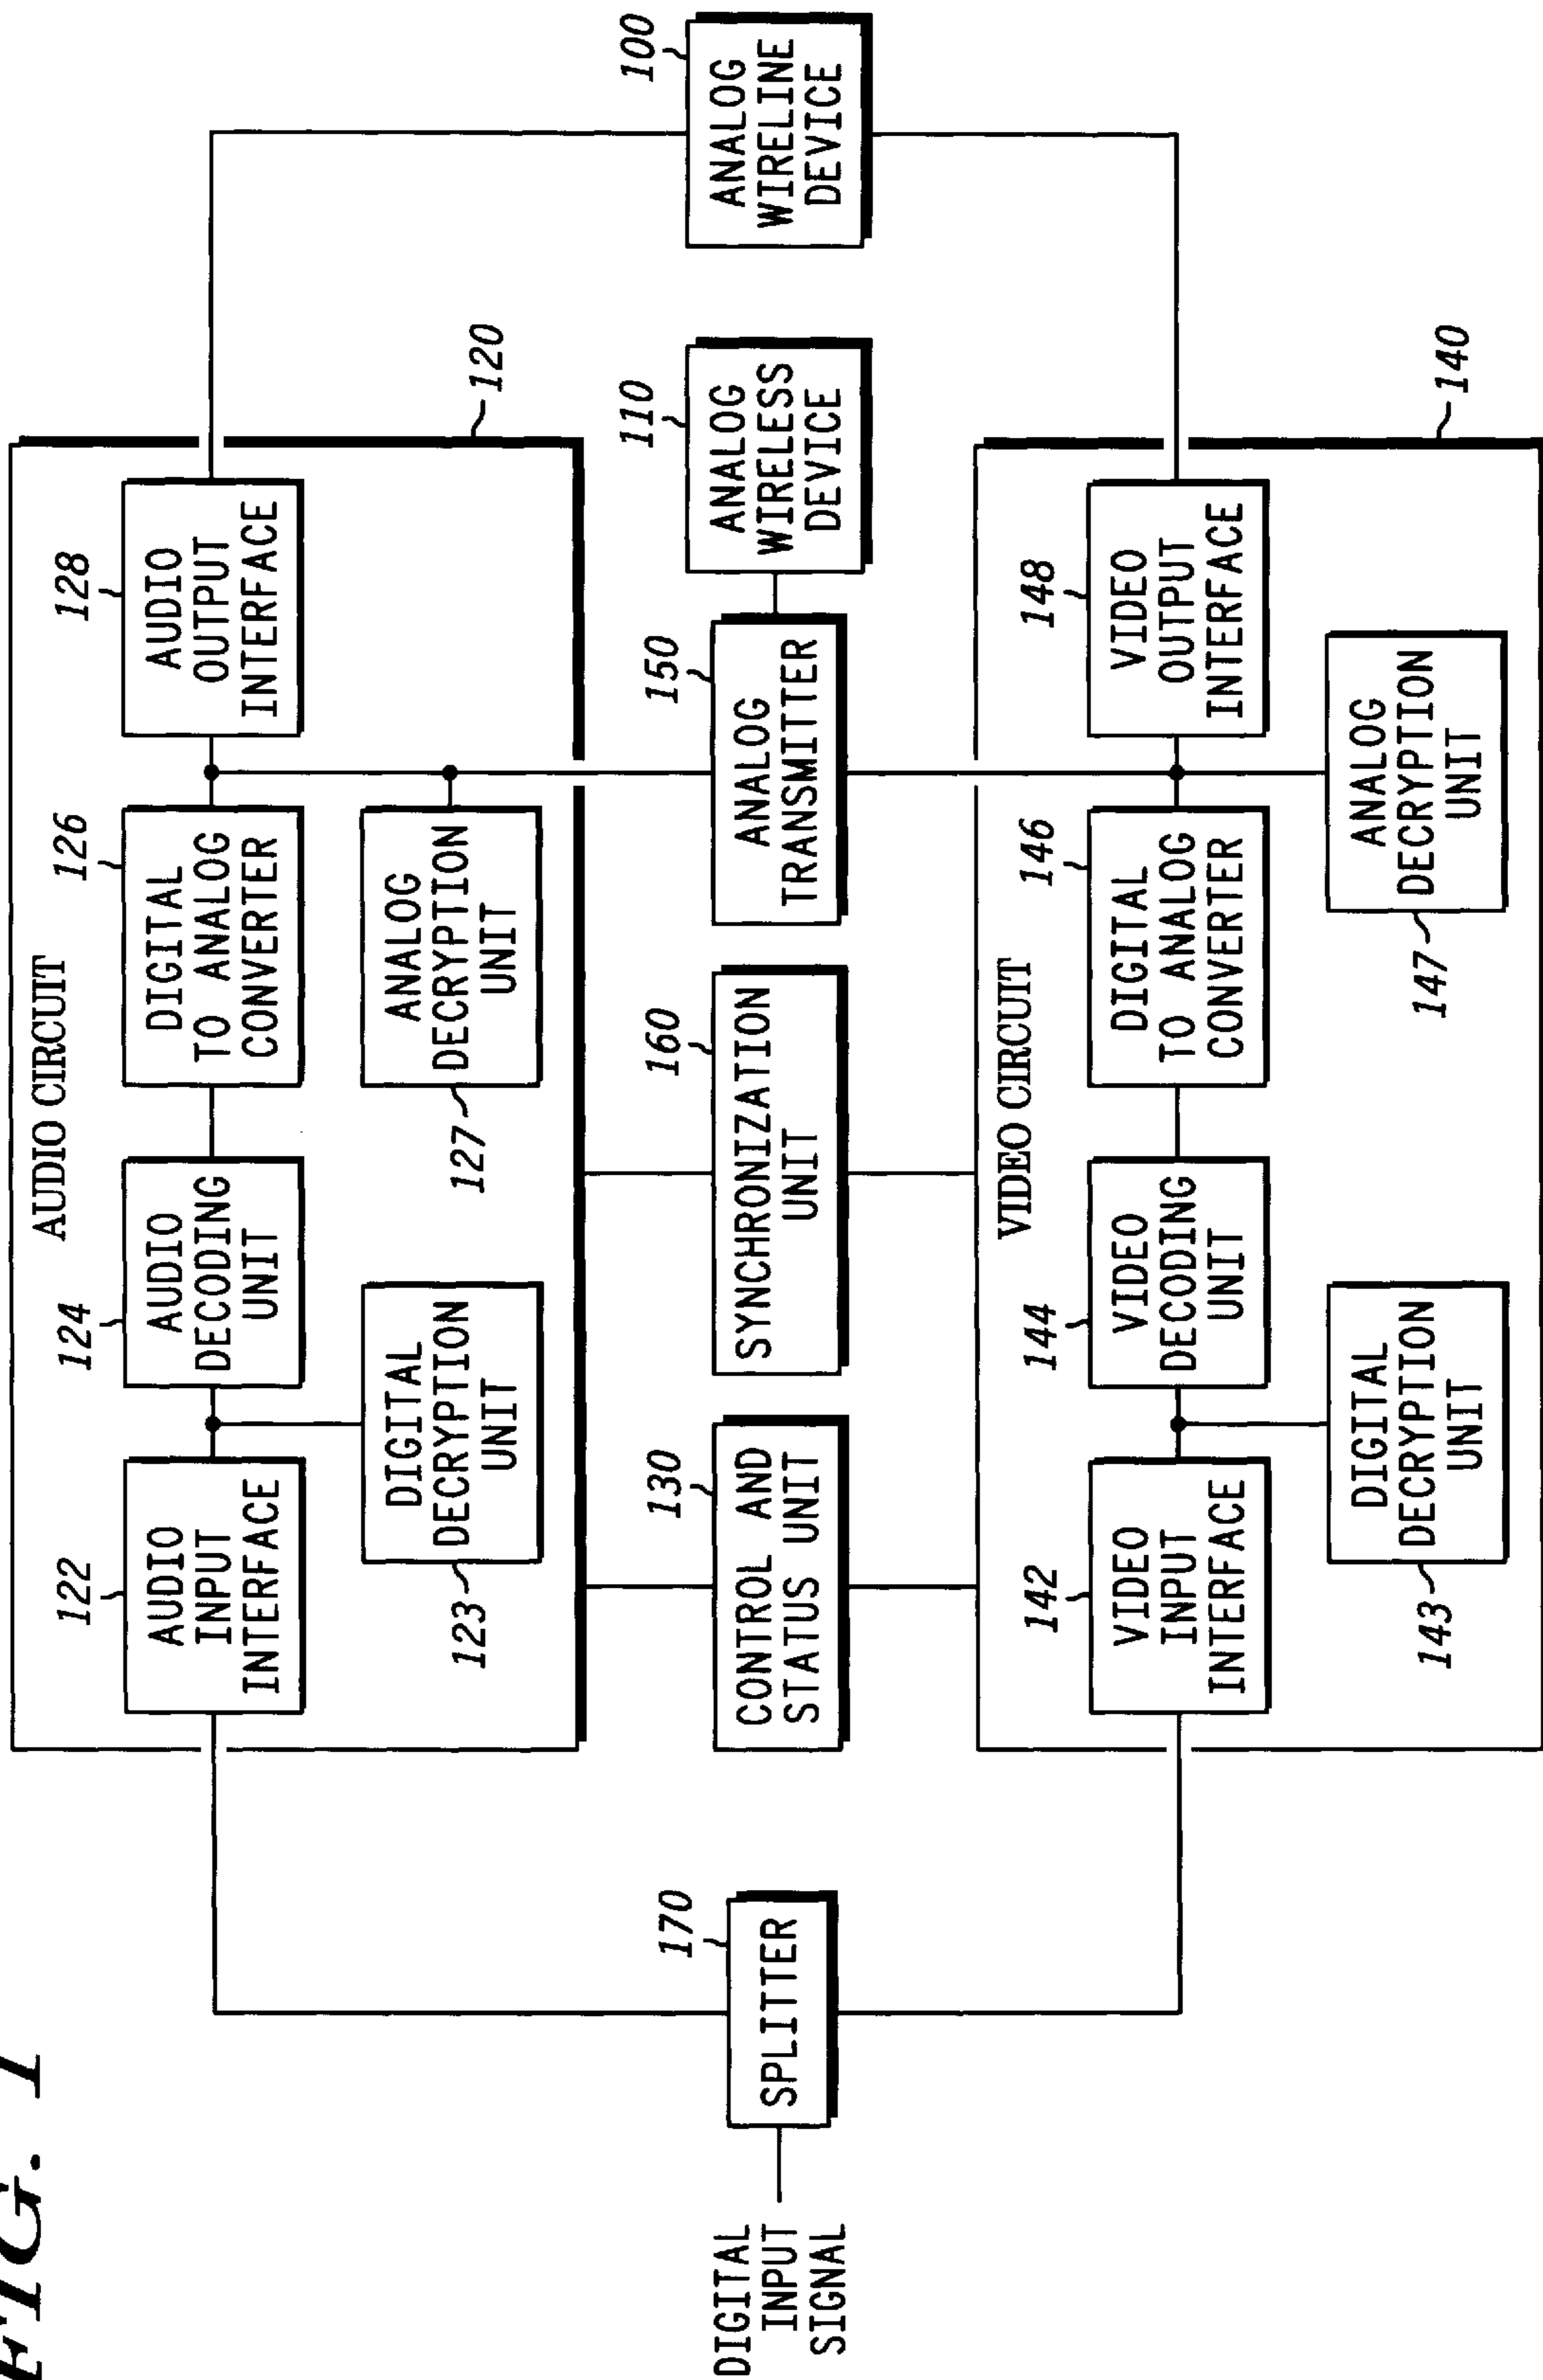 FIG. 1
AUDIO CIRCUIT
120
122
AUDIO
INPUT
INTERFACE
124
AUDIO
DECODING
UNIT
126
DIGITAL
TO ANALOG
CONVERTER
128
AUDIO
OUTPUT
INTERFACE
123
DIGITAL
DECRYPTION
UNIT
127
ANALOG
DECRYPTION
UNIT
DIGITAL
INPUT
SIGNAL
170
SPLITTER
130
CONTROL AND
STATUS UNIT
160
SYNCHRONIZATION
UNIT
150
ANALOG
TRANSMITTER
110
ANALOG
WIRELESS
DEVICE
100
ANALOG
WIRELINE
DEVICE
VIDEO CIRCUIT
140
142
VIDEO
INPUT
INTERFACE
144
VIDEO
DECODING
UNIT
146
DIGITAL
TO ANALOG
CONVERTER
148
VIDEO
OUTPUT
INTERFACE
143
DIGITAL
DECRYPTION
UNIT
147
ANALOG
DECRYPTION
UNIT